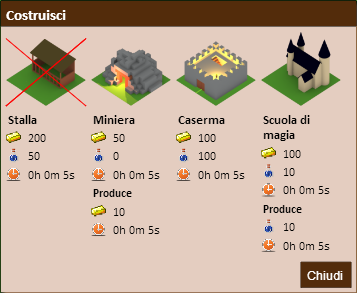 Costruisci
Stalla
200
50
0h 0m 5s
Miniera
50
0
0h 0m 5s
Produce
10
0h 0m 5s
Caserma
100
100
0h 0m 5s
Scuola di
magia
100
10
0h 0m 5s
Produce
10
0h 0m 5s
Chiudi